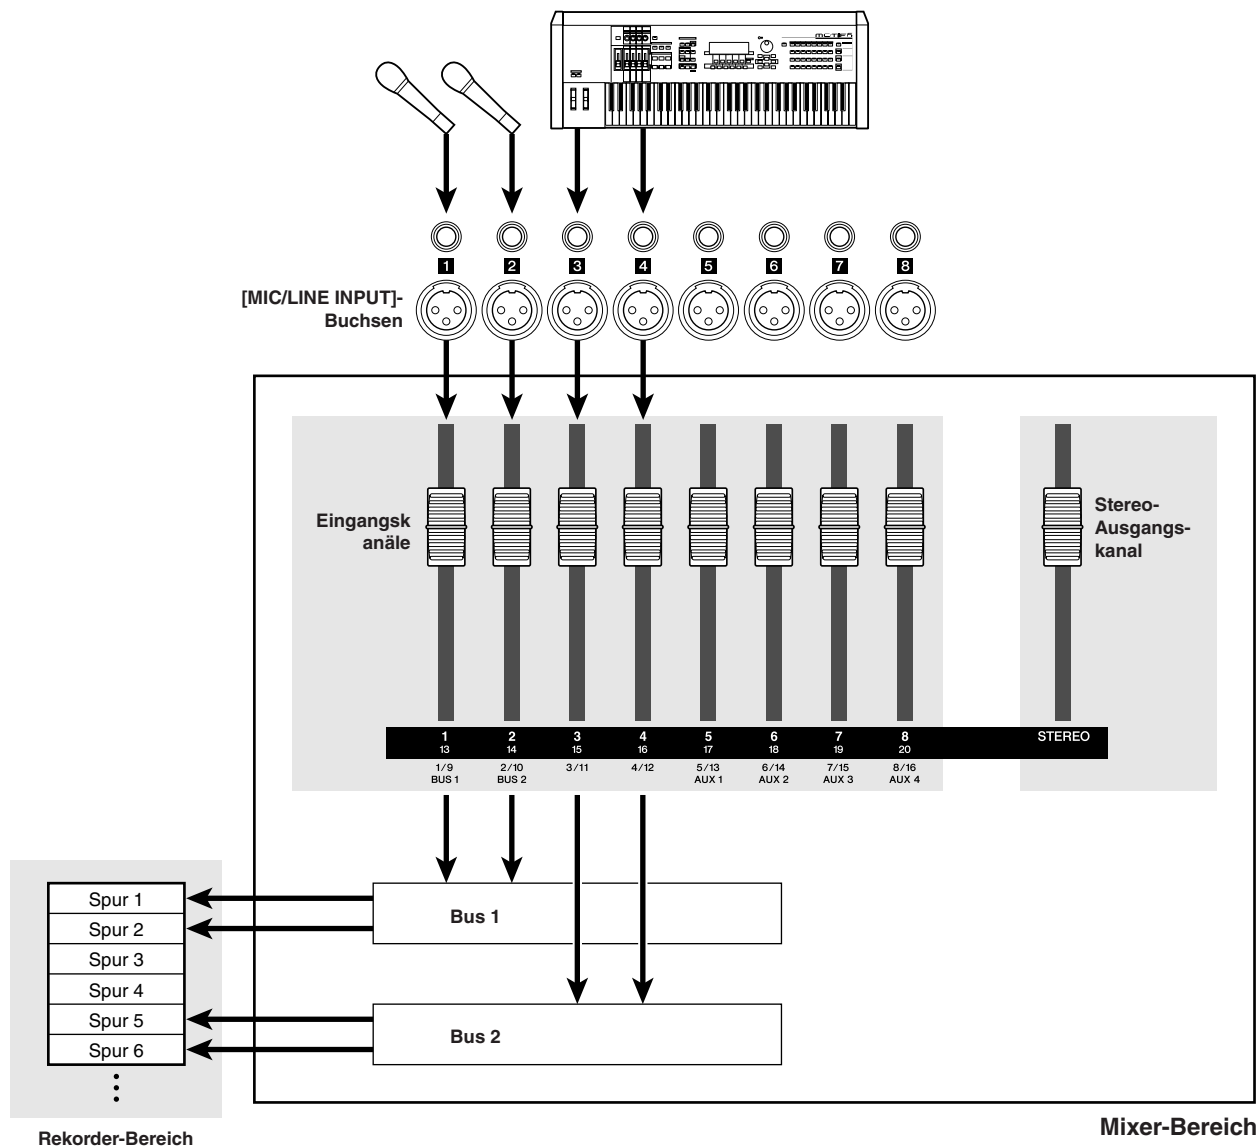 1 2 3 4 5 6 7 8
[MIC/LINE INPUT]-
Buchsen
Eingangsk
anäle
Stereo-
Ausgangs-
kanal
1 2 3 4 5 6 7 8 STEREO
13 14 15 16 17 18 19 20
1/9 2/10 3/11 4/12 5/13 6/14 7/15 8/16
BUS 1 BUS 2 AUX 1 AUX 2 AUX 3 AUX 4
Spur 1
Spur 2
Spur 3
Spur 4
Spur 5
Spur 6
Bus 1
Bus 2
Rekorder-Bereich
Mixer-Bereich